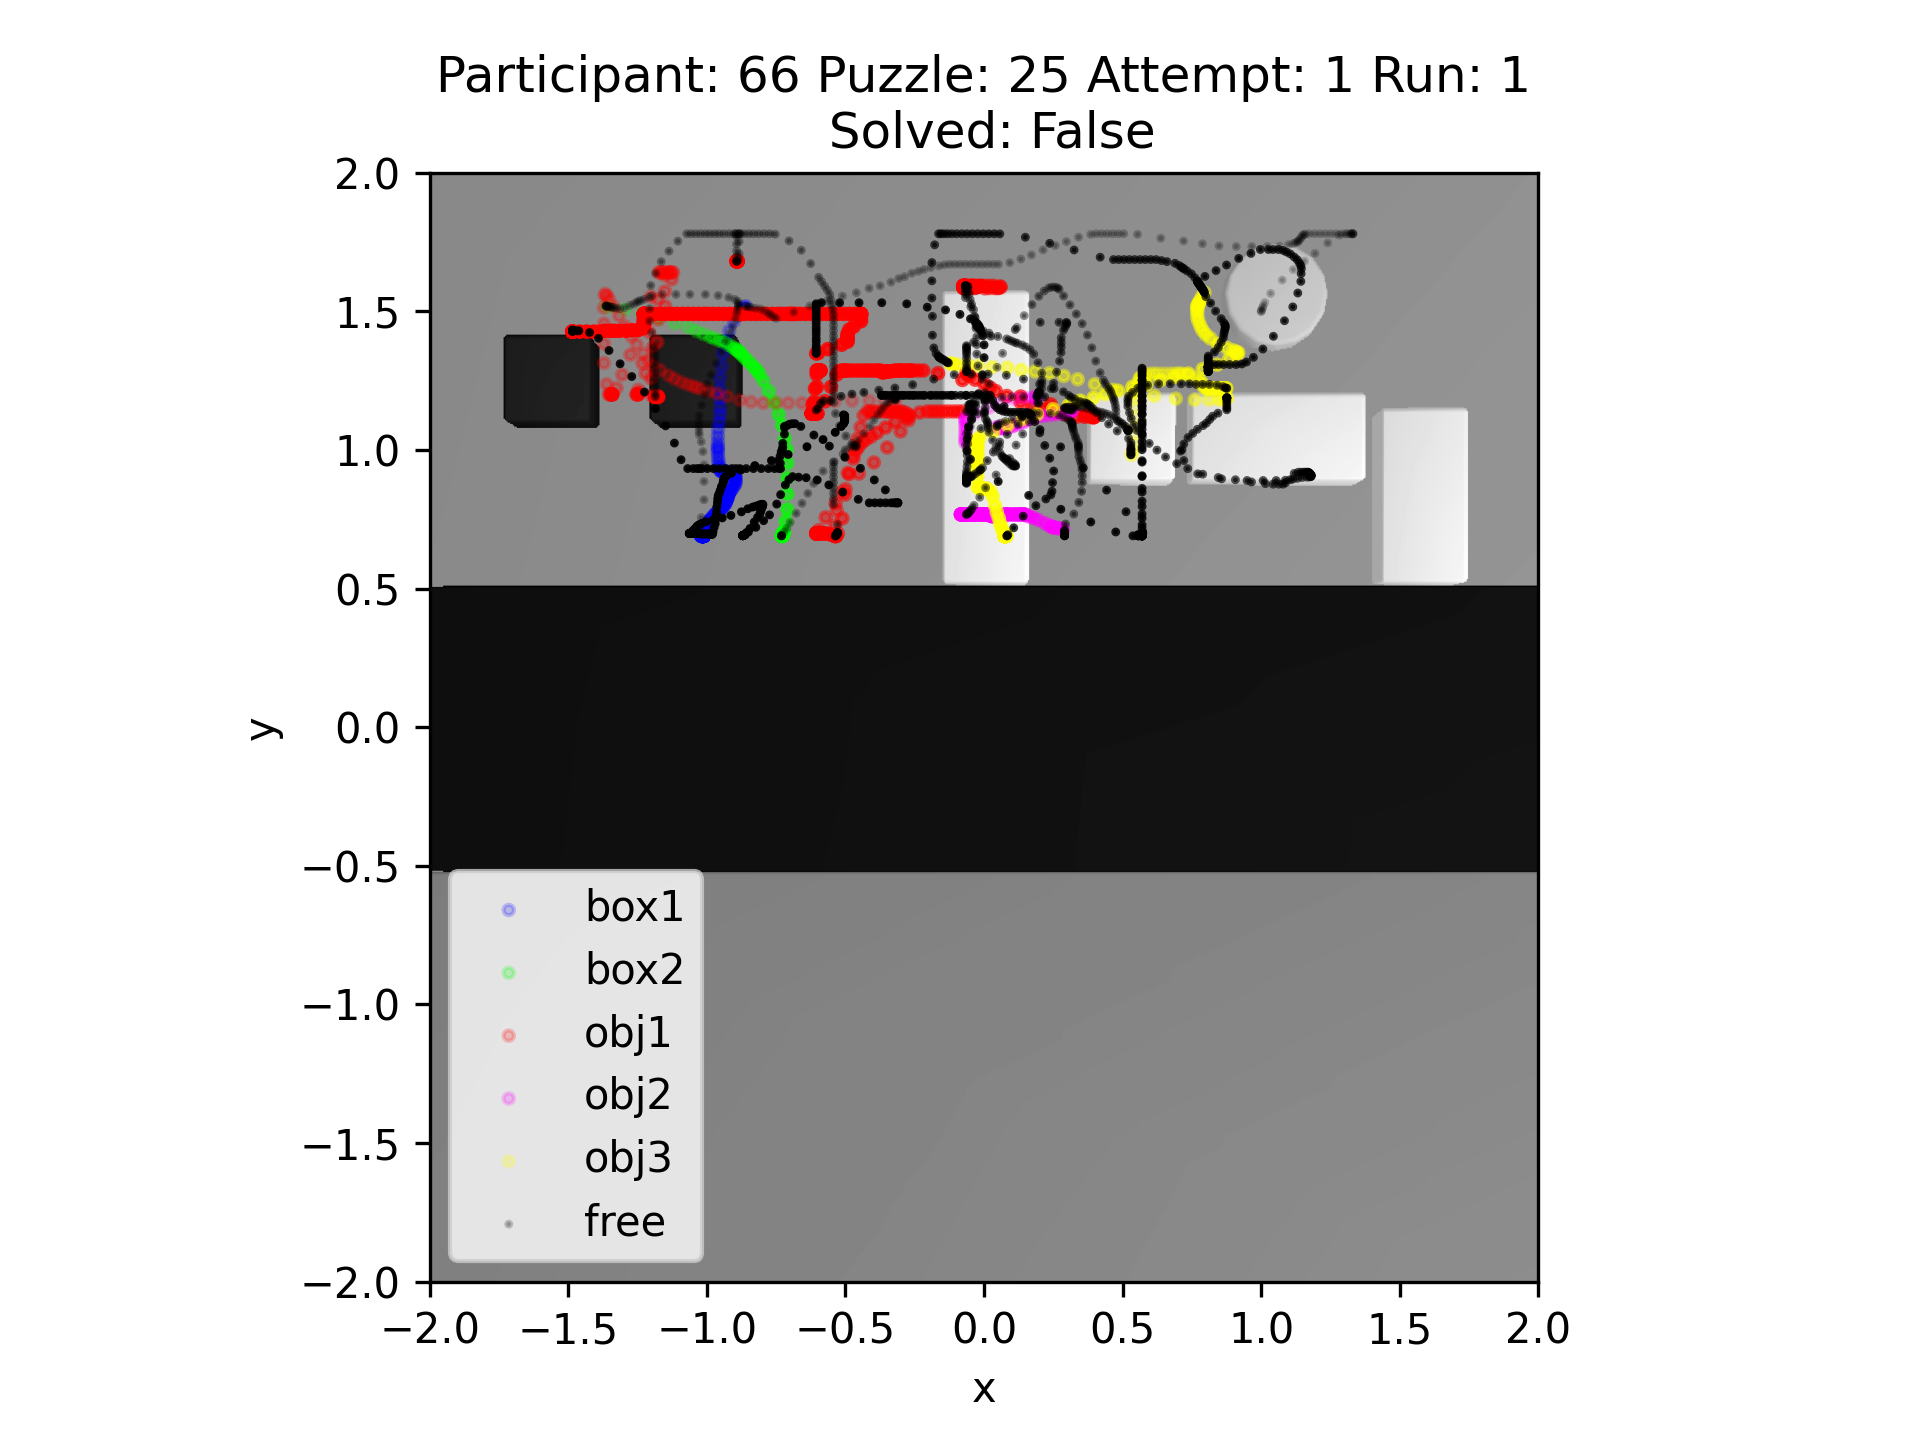 Participant: 66 Puzzle: 25 Attempt: 1 Run: 1
Solved: False
2.0
1.5
1.0
0.5
0.0
−0.5
−1.0
−1.5
−2.0
y
box1
box2
obj1
obj2
obj3
free
−2.0 −1.5 −1.0 −0.5 0.0 0.5 1.0 1.5 2.0
x